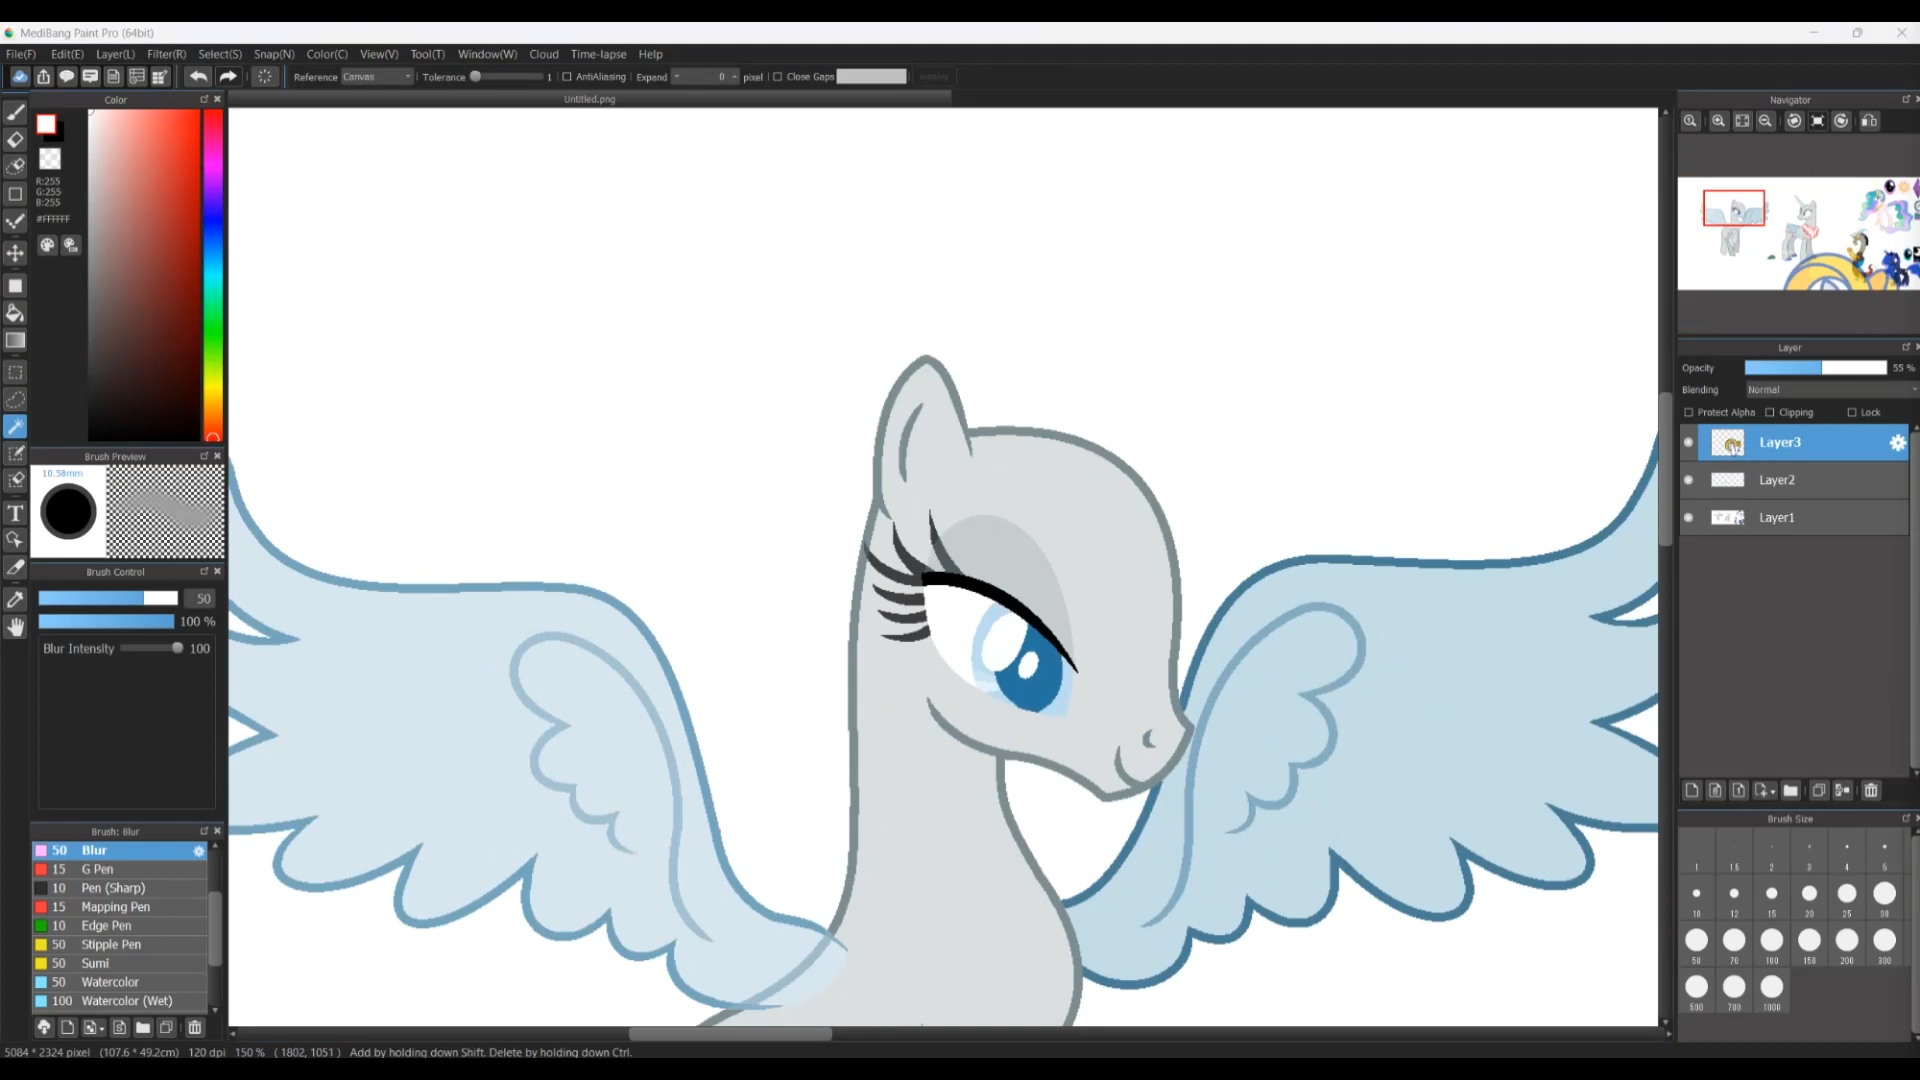 MediBang Paint Pro (64bit)
File(F) Edit(E) Layer(L) Filter(R) Select(S) Snap(N) Color(C) View(V) Tool(T) Window(W) Cloud Time-lapse Help
Reference Canvas Tolerance 1 AntiAliasing Expand 0 pixel Close Gaps
Color
Untitled.png
Navigator
R:255
G:255
B:255
#FFFFFF
Layer
Opacity 55 %
Blending Normal
Protect Alpha Clipping Lock
Layer3
Layer2
Layer1
Brush Preview
10.58mm
Brush Control
50
100 %
Blur Intensity 100
Brush: Blur
50 Blur
15 G Pen
10 Pen (Sharp)
15 Mapping Pen
10 Edge Pen
50 Stipple Pen
50 Sumi
50 Watercolor
100 Watercolor (Wet)
Brush Size
1 1.5 2 3 4 5
10 12 15 20 25 30
50 70 100 150 200 300
500 700 1000
T
5084 * 2324 pixel (107.6 * 49.2cm) 120 dpi 150 % ( 1802, 1051 ) Add by holding down Shift. Delete by holding down Ctrl.